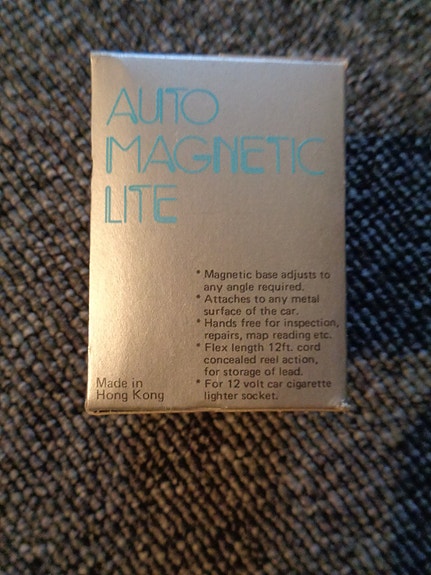 AUTO
MAGNETIC
LITE
* Magnetic base adjusts to
any angle required.
* Attaches to any metal
surface of the car.
* Hands free for inspection,
repairs, map reading etc.
* Flex length 12ft. cord
concealed reel action,
for storage of lead.
* For 12 volt car cigarette
lighter socket.
Made in
Hong Kong